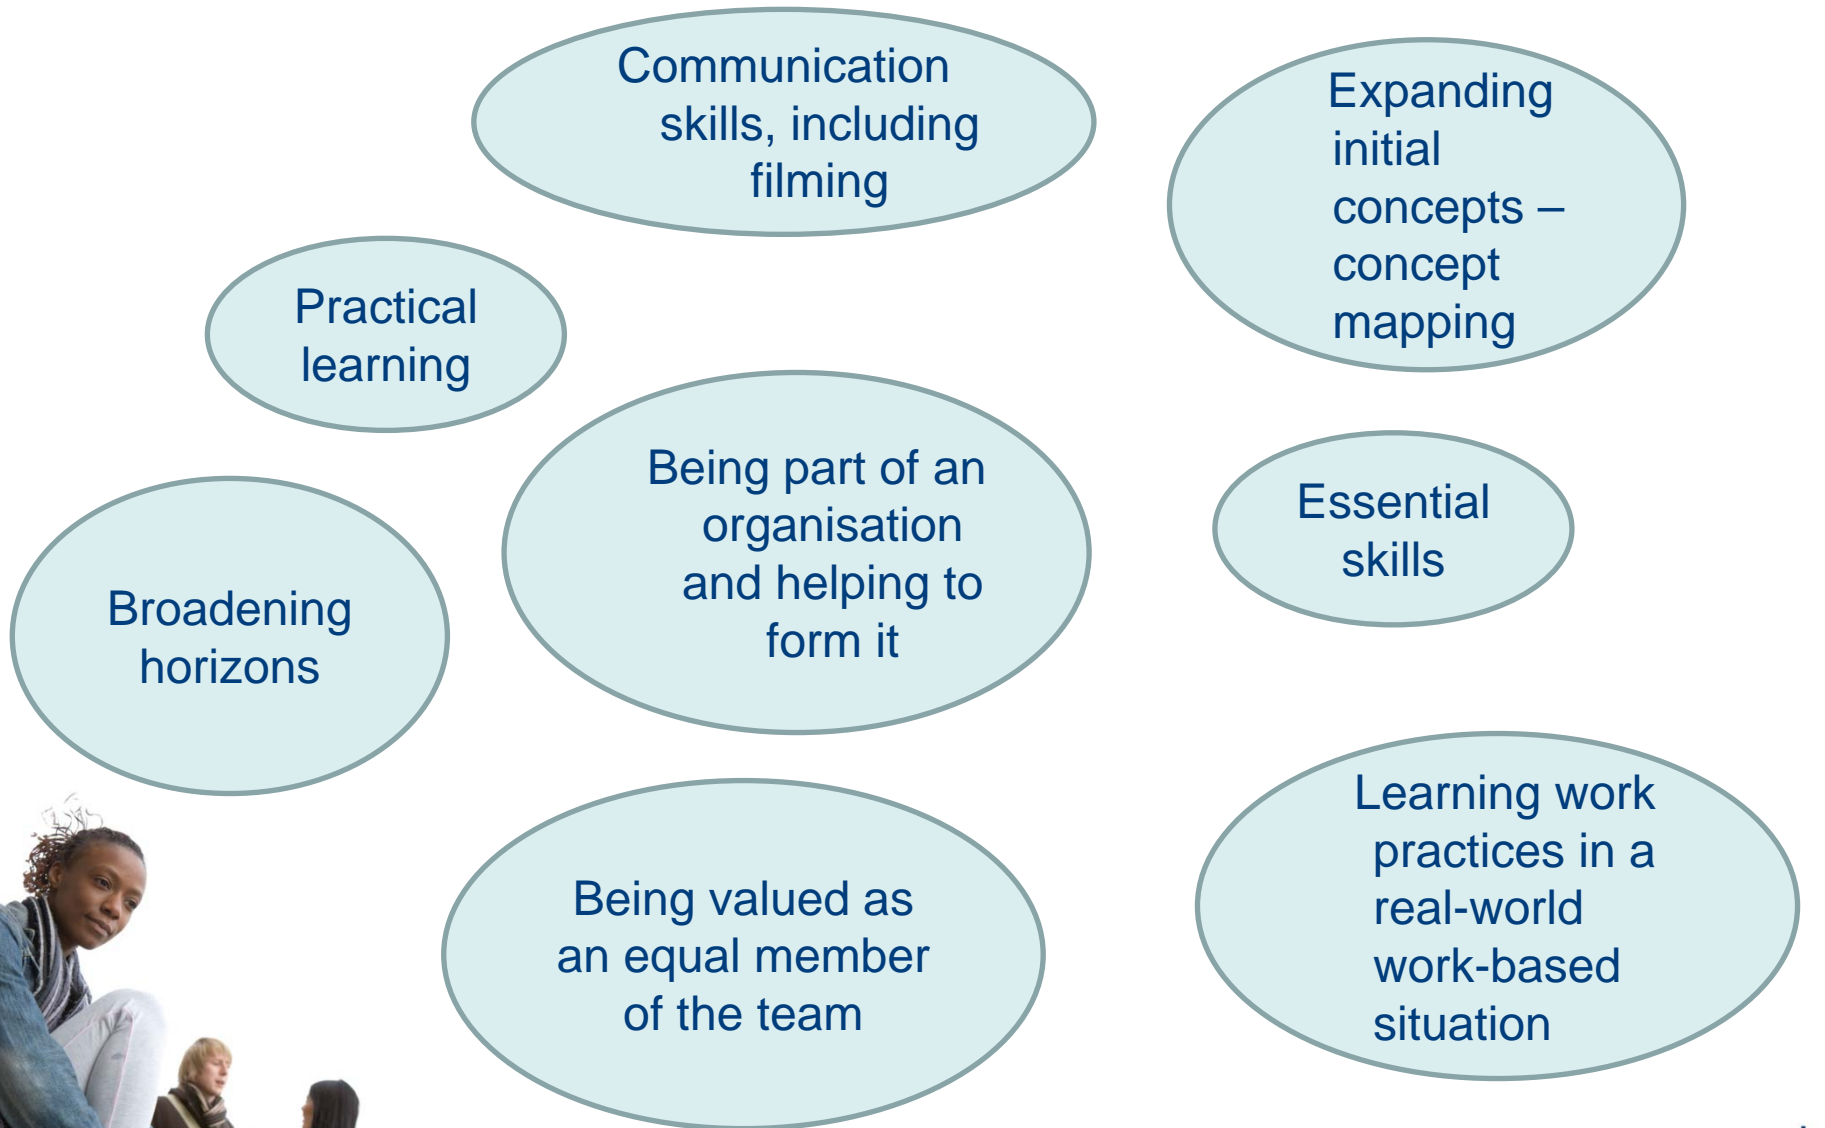 Communication
skills, including
filming
Expanding
initial
concepts –
concept
mapping
Practical
learning
Being part of an
organisation
and helping to
form it
Essential
skills
Broadening
horizons
Learning work
practices in a
real-world
work-based
situation
Being valued as
an equal member
of the team